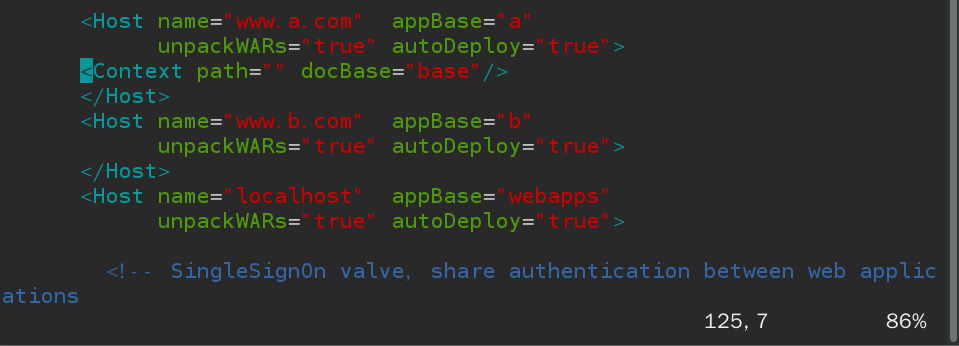 <Host name="www.a.com"  appBase="a"
unpackWARs="true" autoDeploy="true">
<Context path="" docBase="base"/>
</Host>
<Host name="www.b.com"  appBase="b"
unpackWARs="true" autoDeploy="true">
</Host>
<Host name="localhost"  appBase="webapps"
unpackWARs="true" autoDeploy="true">
<!-- SingleSignOn valve, share authentication between web applic
ations
125,7 86%